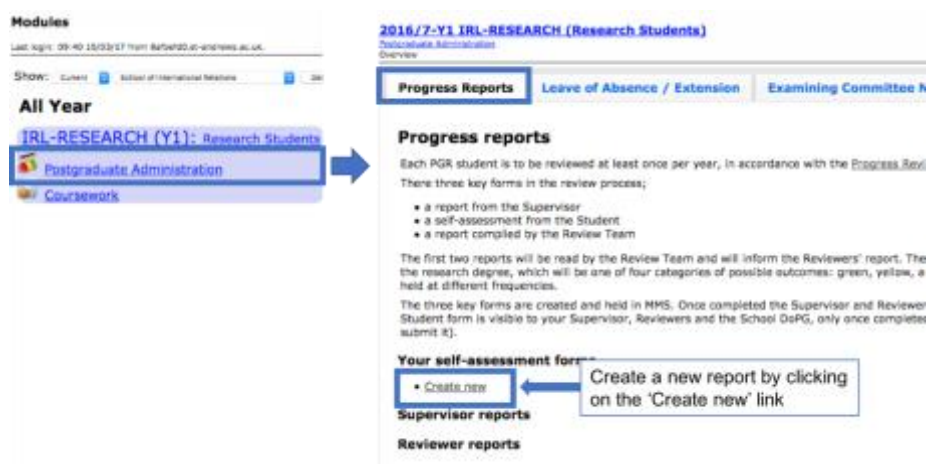 Modules
Last login: 09:40 15/03/17 from
Show: Current School of International Relations
All Year
IRL-RESEARCH (Y1): Research Students
Postgraduate Administration
Coursework
2016/7-Y1 IRL-RESEARCH (Research Students)
Postgraduate Administration
Overview
Progress Reports Leave of Absence / Extension Examining Committee N
Progress reports
Each PGR student is to be reviewed at least once per year, in accordance with the Progress Revi
There three key forms in the review process;
• a report from the Supervisor
• a self-assessment from the Student
• a report compiled by the Review Team
The first two reports will be read by the Review Team and will inform the Reviewers' report. The
the research degree, which will be one of four categories of possible outcomes: green, yellow, a
held at different frequencies.
The three key forms are created and held in MMS. Once completed the Supervisor and Reviewer
Student form is visible to your Supervisor, Reviewers and the School DoPG, only once completed
submit it).
Your self-assessment forms
• Create new
Create a new report by clicking
on the 'Create new' link
Supervisor reports
Reviewer reports